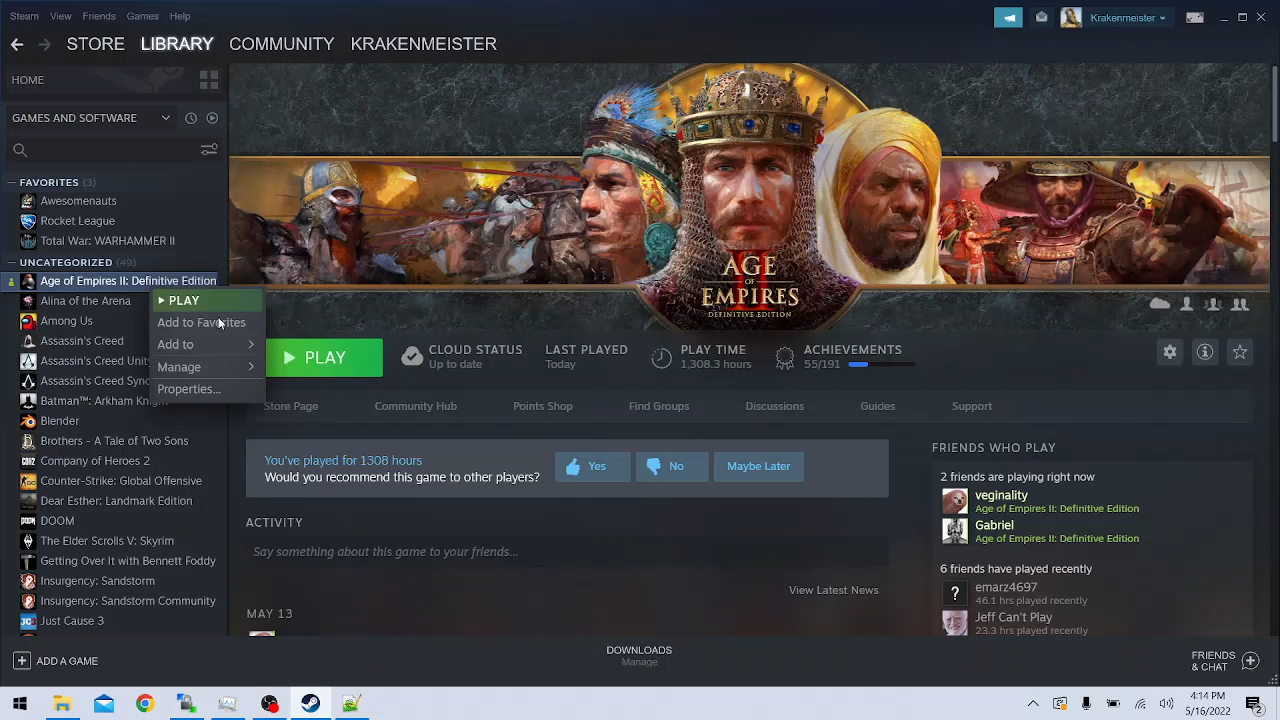 Steam View Friends Games Help
Krakenmeister
STORE LIBRARY COMMUNITY KRAKENMEISTER
HOME
GAMES AND SOFTWARE
FAVORITES (3)
Awesomenauts
Rocket League
Total War: WARHAMMER II
UNCATEGORIZED (49)
Age of Empires II: Definitive Edition
Alina of the Arena
Among Us
Assassin's Creed
Assassin's Creed Unity
Assassin's Creed Synd
Batman™: Arkham Knight
Blender
Brothers - A Tale of Two Sons
Company of Heroes 2
Counter-Strike: Global Offensive
Dear Esther: Landmark Edition
DOOM
The Elder Scrolls V: Skyrim
Getting Over It with Bennett Foddy
Insurgency: Sandstorm
Insurgency: Sandstorm Community
Just Cause 3
ADD A GAME
PLAY
Add to Favorites
Add to
Manage
Properties...
AGE
OF
EMPIRES
II
DEFINITIVE EDITION
PLAY
CLOUD STATUS
Up to date
LAST PLAYED
Today
PLAY TIME
1,308.3 hours
ACHIEVEMENTS
55/191
Store Page Community Hub Points Shop Find Groups Discussions Guides Support
You've played for 1308 hours
Would you recommend this game to other players?
Yes No Maybe Later
ACTIVITY
Say something about this game to your friends...
View Latest News
MAY 13
FRIENDS WHO PLAY
2 friends are playing right now
veginality
Age of Empires II: Definitive Edition
Gabriel
Age of Empires II: Definitive Edition
6 friends have played recently
?
emarz4697
46.1 hrs played recently
Jeff Can't Play
23.3 hrs played recently
DOWNLOADS
Manage
FRIENDS
& CHAT
4:14 PM
5/16/2022
2